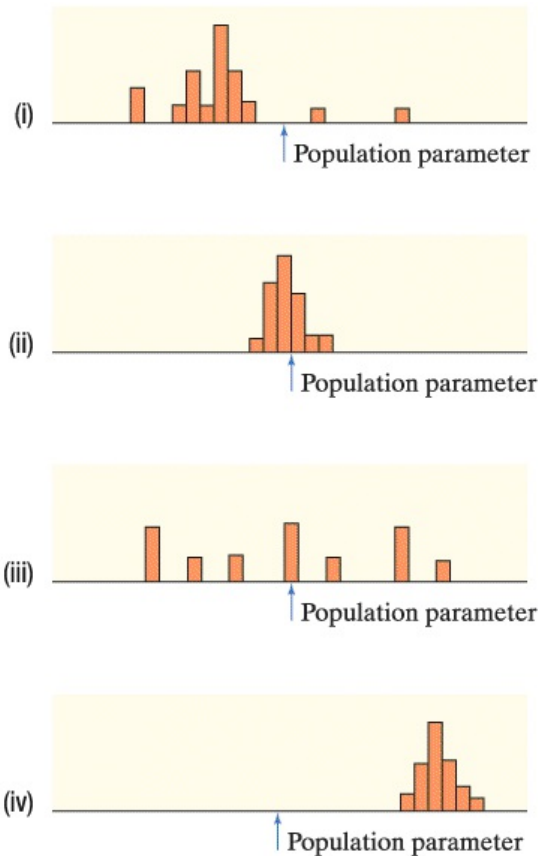 (i)
Population parameter
(ii)
Population parameter
(iii)
Population parameter
(iv)
Population parameter